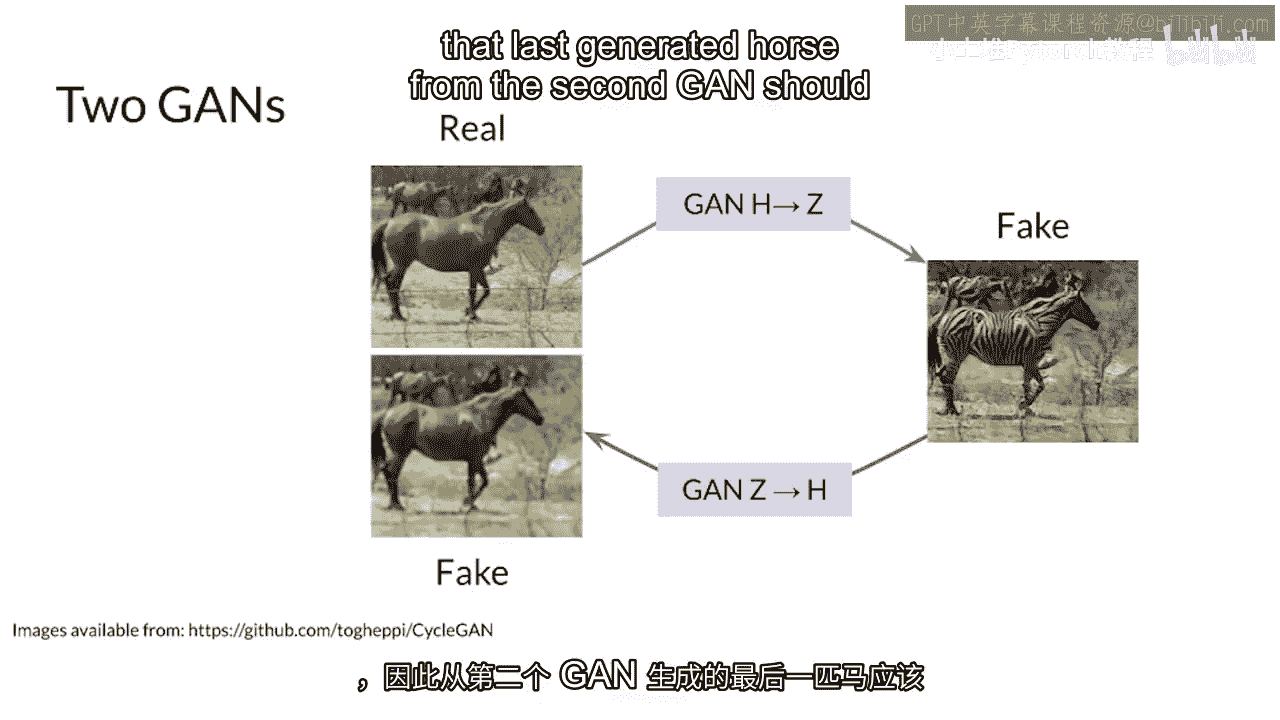 that last generated horse
from the second GAN should
GPT中英字幕课程资源@bilibili.com
bilibili
Two GANs
Real
GAN H→ Z
Fake
GAN Z → H
Fake
Images available from: https://github.com/togheppi/CycleGAN
，因此从第二个 GAN 生成的最后一匹马应该